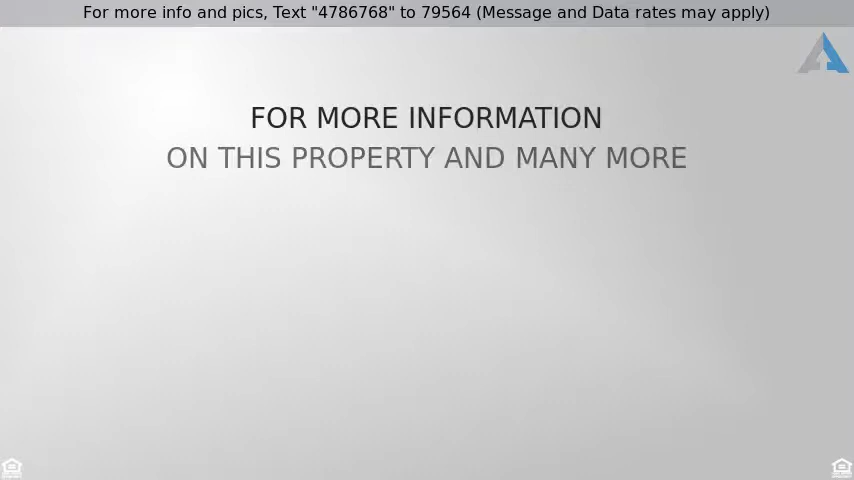 For more info and pics, Text "4786768" to 79564 (Message and Data rates may apply)
FOR MORE INFORMATION
ON THIS PROPERTY AND MANY MORE